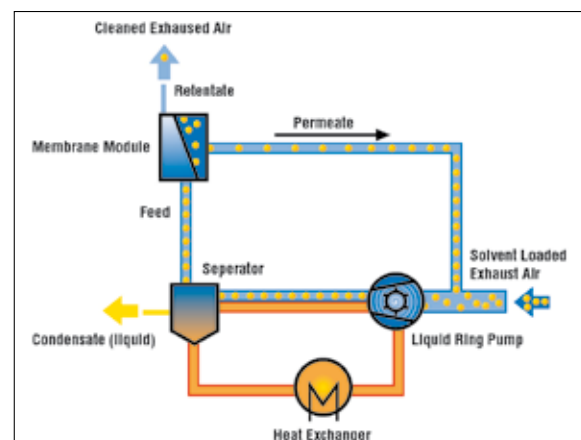 Cleaned Exhaused Air
Retentate
Permeate
Membrane Module
Feed
Solvent Loaded
Exhaust Air
Seperator
Condensate (liquid)
Liquid Ring Pump
Heat Exchanger